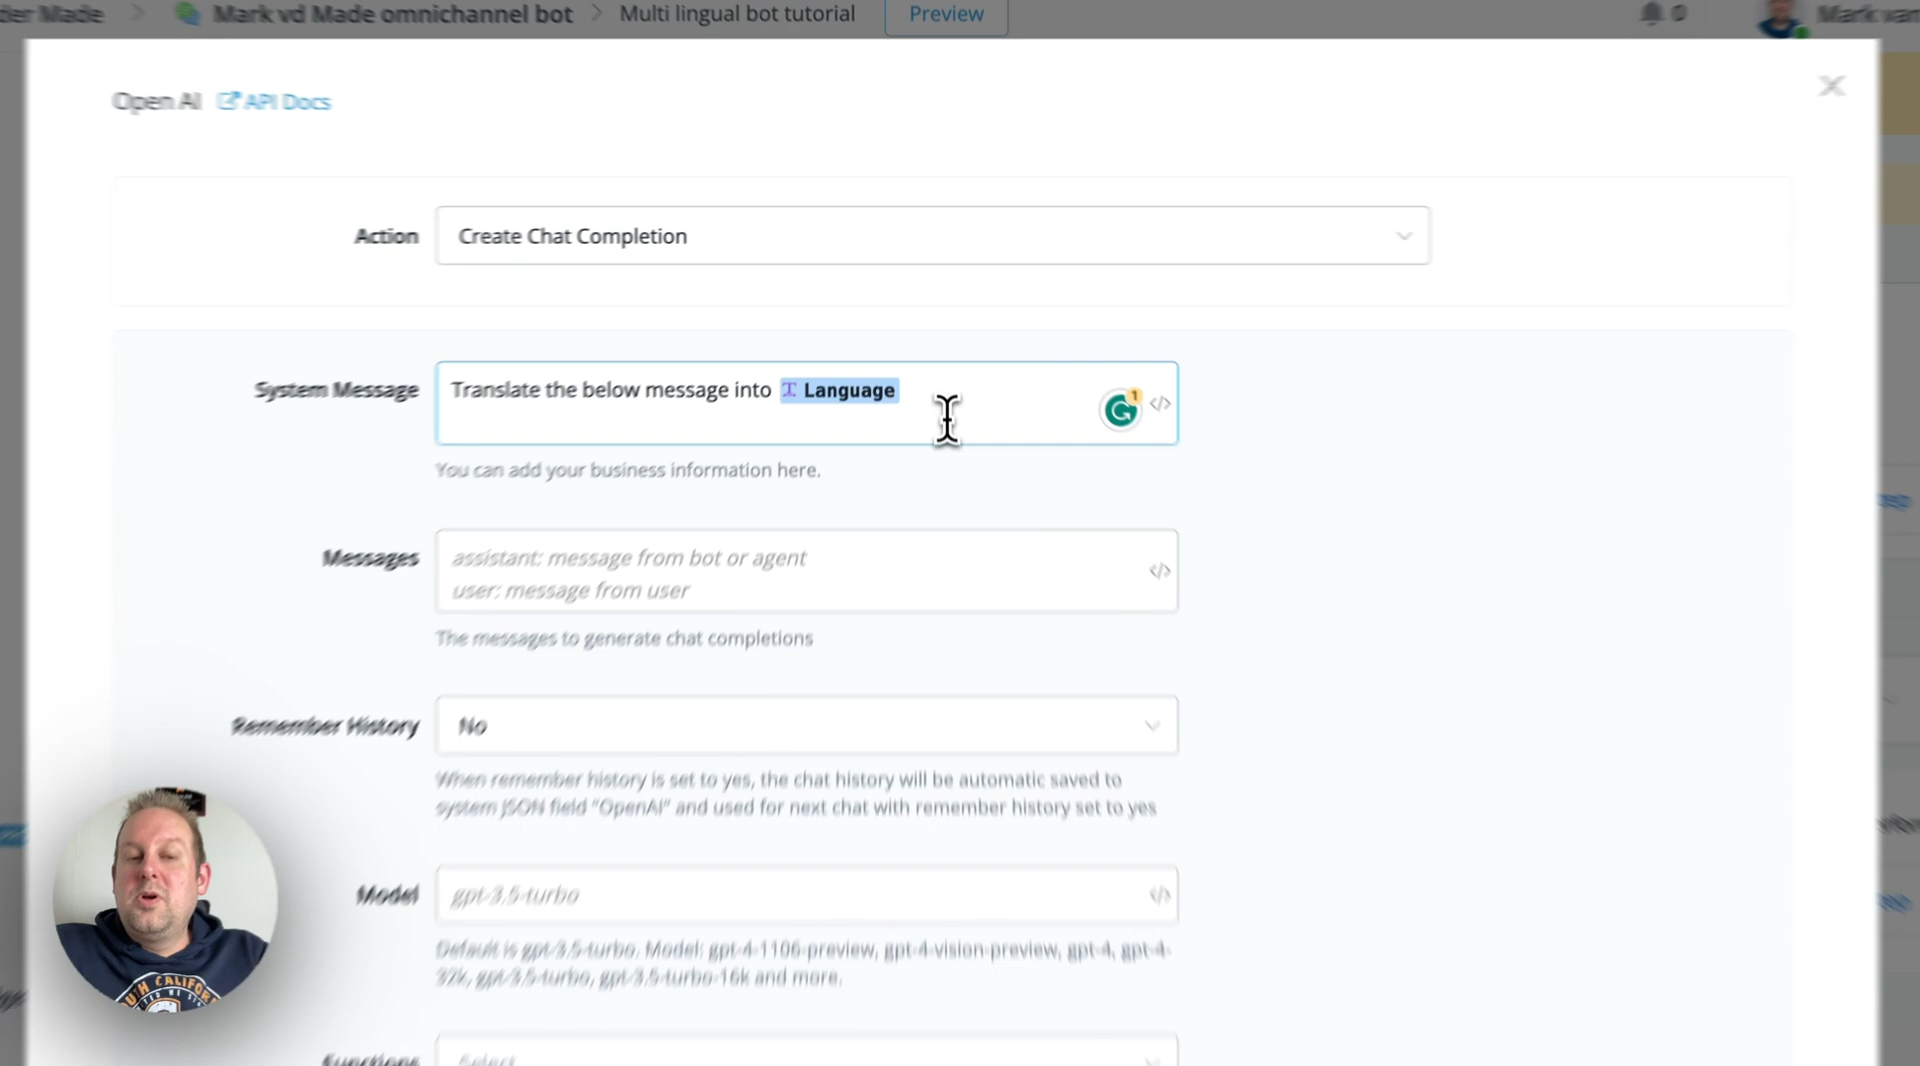 der Made > Mark vd Made omnichannel bot > Multi lingual bot tutorial Preview 0 Mark van
Open AI API Docs
Action Create Chat Completion
System Message Translate the below message into Language
1 </>
You can add your business information here.
Messages assistant: message from bot or agent
user: message from user </>
The messages to generate chat completions
Remember History No
When remember history is set to yes, the chat history will be automatic saved to
system JSON field "OpenAI" and used for next chat with remember history set to yes
Model gpt-3.5-turbo </>
Default is gpt-3.5-turbo. Model: gpt-4-1106-preview, gpt-4-vision-preview, gpt-4, gpt-4-
32k, gpt-3.5-turbo, gpt-3.5-turbo-16k and more.
Functions Select